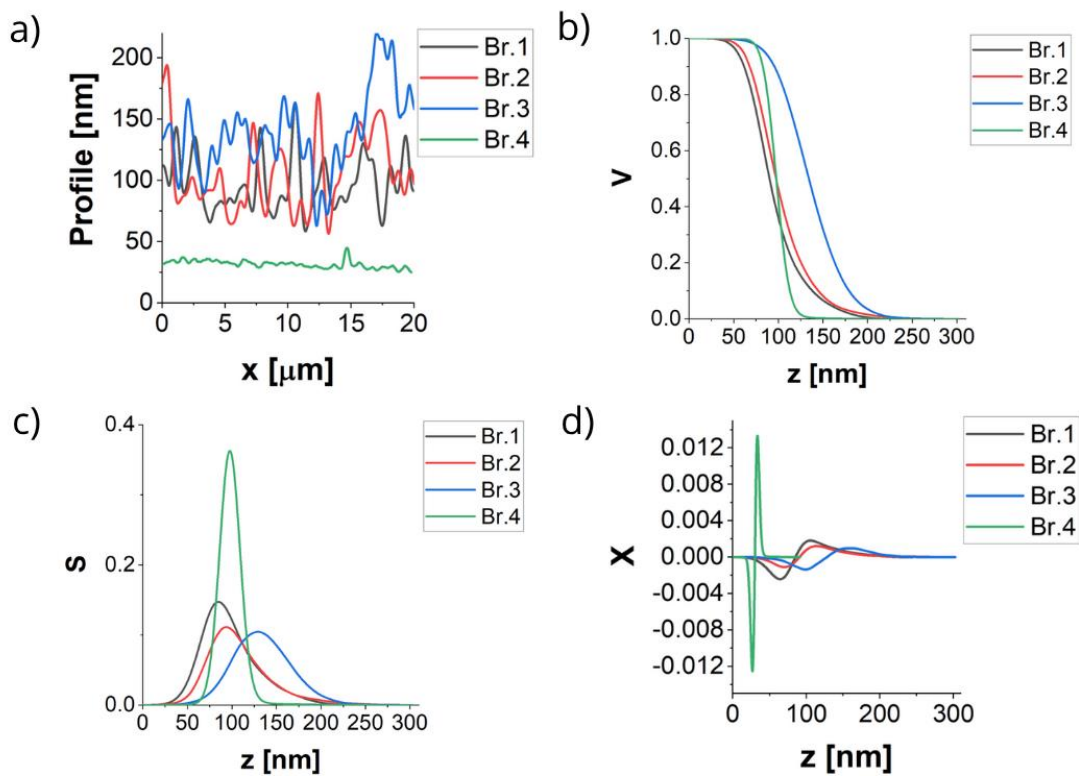 a)
Profile [nm]
200
150
100
50
0
0 5 10 15 20
x [μm]
Br.1
Br.2
Br.3
Br.4
b)
V
1.0
0.8
0.6
0.4
0.2
0.0
0 50 100 150 200 250 300
z [nm]
Br.1
Br.2
Br.3
Br.4
c)
S
0.4
0.2
0.0
0 50 100 150 200 250 300
z [nm]
Br.1
Br.2
Br.3
Br.4
d)
X
0.012
0.008
0.004
0.000
-0.004
-0.008
-0.012
0 100 200 300
z [nm]
Br.1
Br.2
Br.3
Br.4